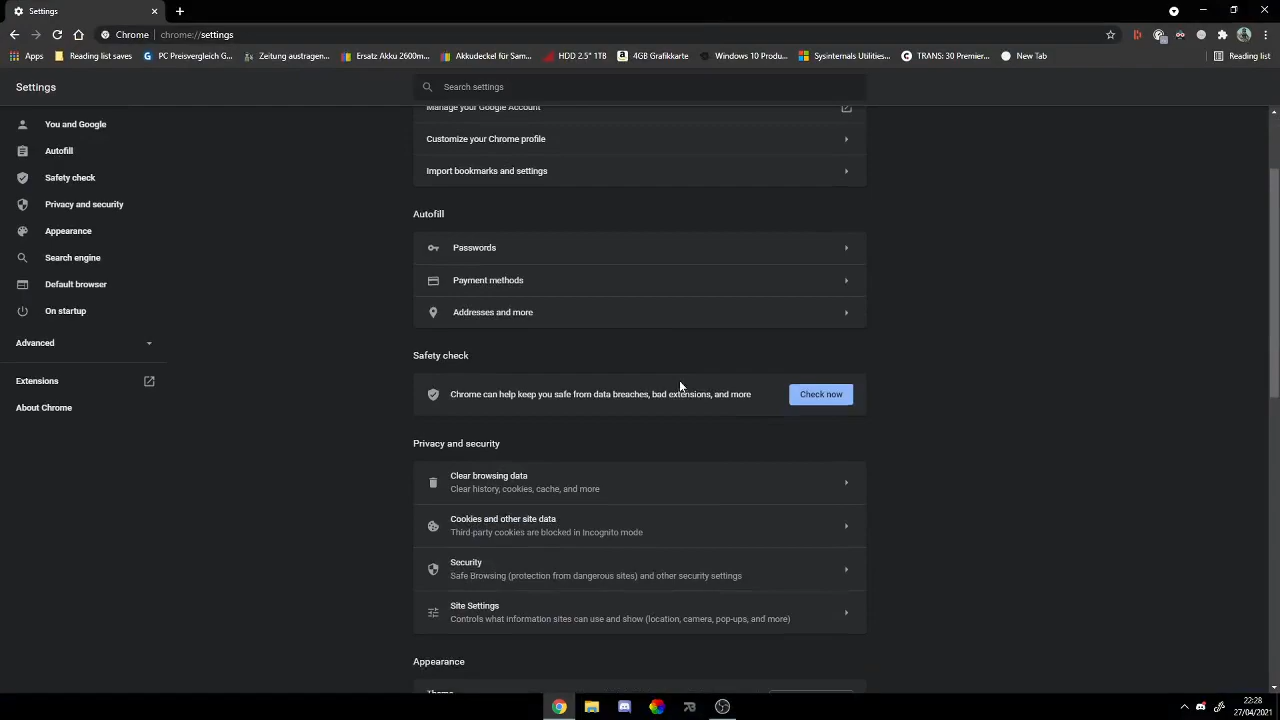 Settings
Chrome | chrome://settings
Apps
Reading list saves
PC Preisvergleich G...
Zeitung austragen...
Ersatz Akku 2600m...
Akkudeckel für Sam...
HDD 2.5" 1TB
4GB Grafikkarte
Windows 10 Produ...
Sysinternals Utilities...
TRANS: 30 Premier...
New Tab
Reading list
Settings
Search settings
You and Google
Autofill
Safety check
Privacy and security
Appearance
Search engine
Default browser
On startup
Advanced
Extensions
About Chrome
Manage your Google Account
Customize your Chrome profile
Import bookmarks and settings
Autofill
Passwords
Payment methods
Addresses and more
Safety check
Chrome can help keep you safe from data breaches, bad extensions, and more
Check now
Privacy and security
Clear browsing data
Clear history, cookies, cache, and more
Cookies and other site data
Third-party cookies are blocked in Incognito mode
Security
Safe Browsing (protection from dangerous sites) and other security settings
Site Settings
Controls what information sites can use and show (location, camera, pop-ups, and more)
Appearance
Theme
22:28
27/04/2021